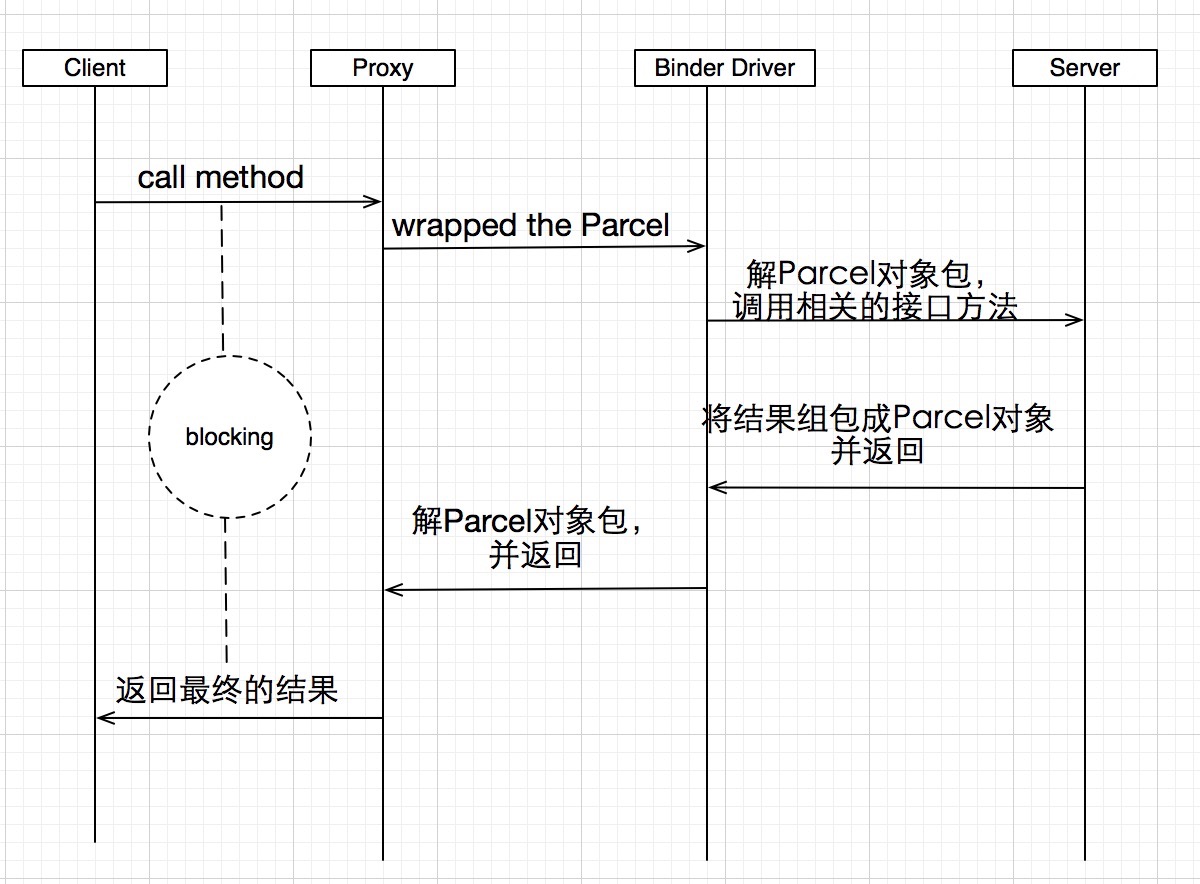 Client
Proxy
Binder Driver
Server
call method
wrapped the Parcel
解Parcel对象包，
调用相关的接口方法
将结果组包成Parcel对象
并返回
blocking
解Parcel对象包，
并返回
返回最终的结果